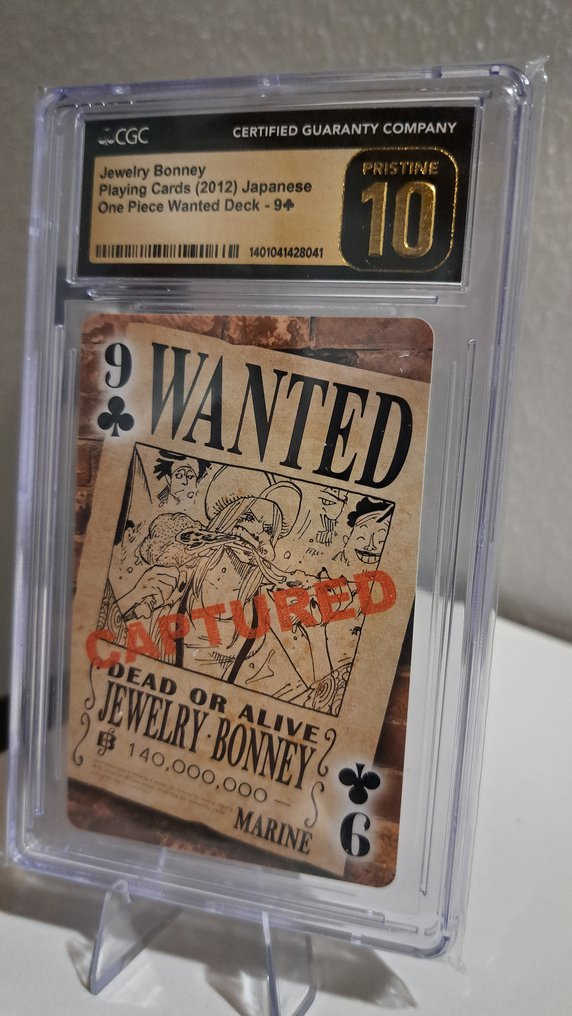 CGC
CERTIFIED GUARANTY COMPANY
Jewelry Bonney
Playing Cards (2012) Japanese
One Piece Wanted Deck - 9♣
PRISTINE
10
1401041428041
9
WANTED
CAPTURED
DEAD OR ALIVE
JEWELRY·BONNEY
฿ 140,000,000 —
MARINE
9